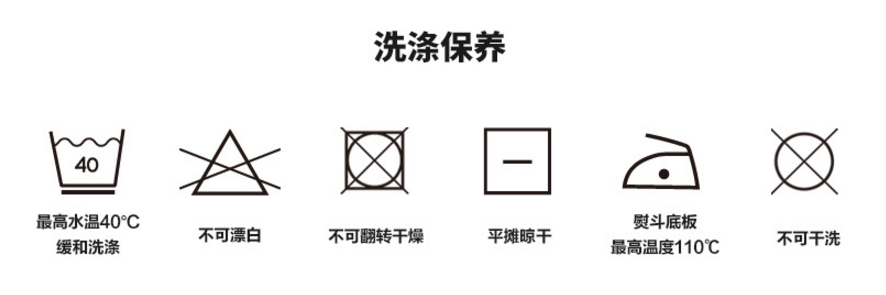 洗涤保养
40
最高水温40℃
缓和洗涤
不可漂白
不可翻转干燥
平摊晾干
熨斗底板
最高温度110℃
不可干洗